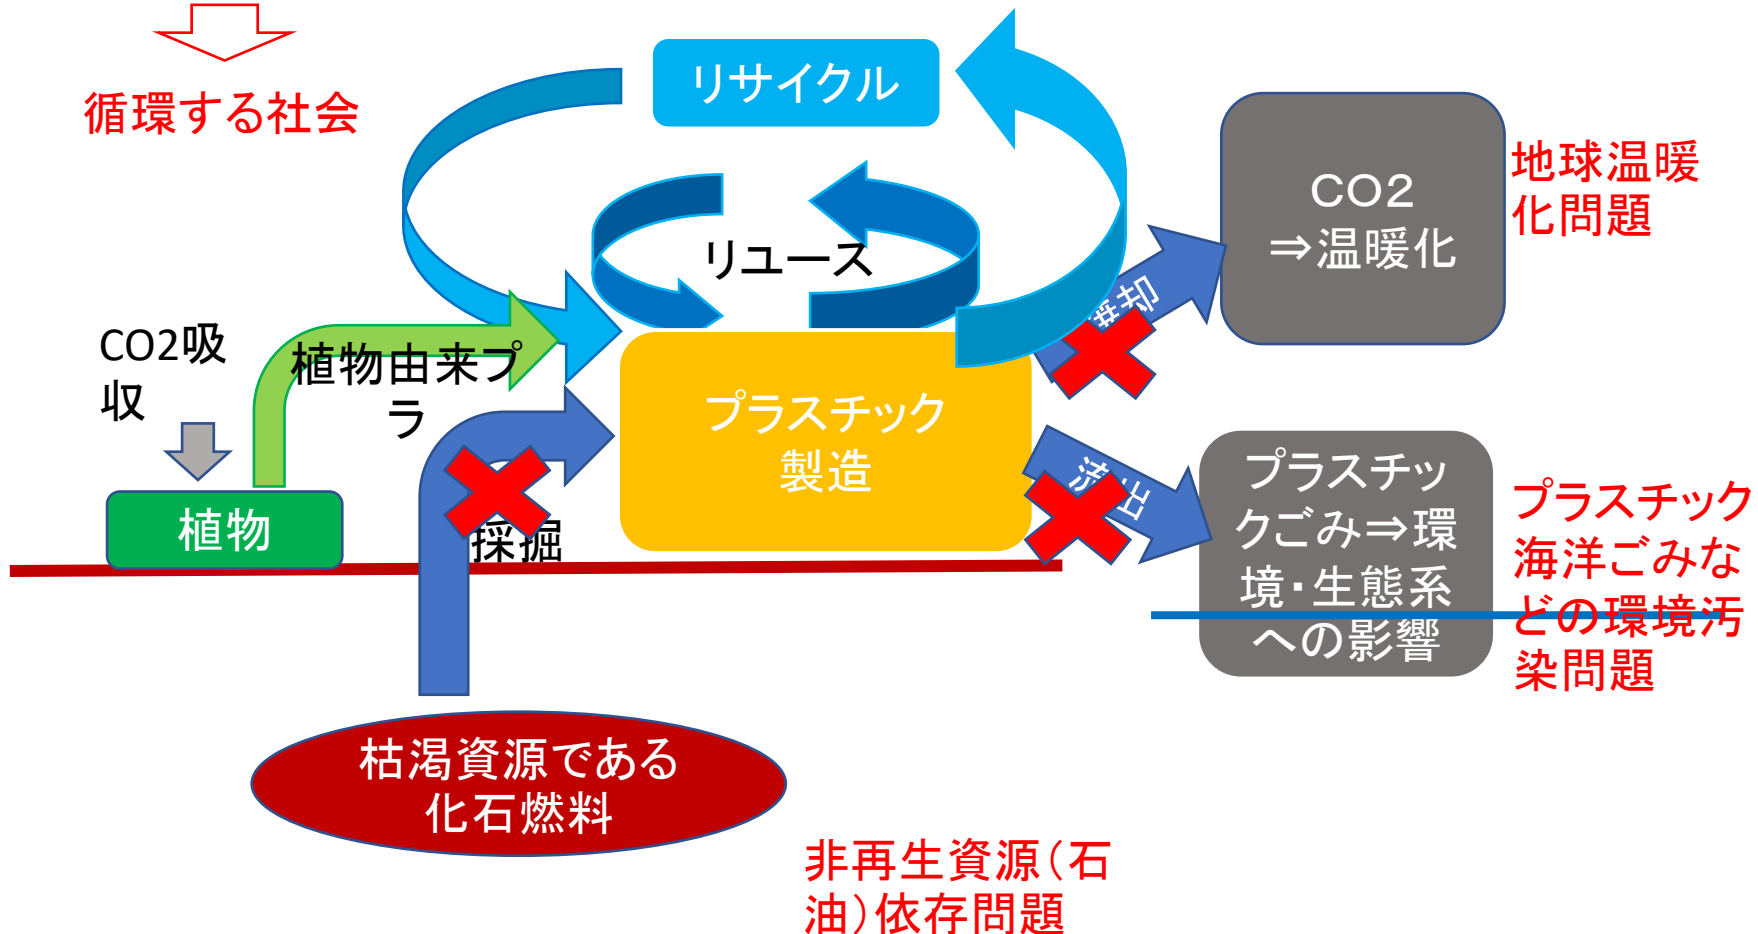 リサイクル
循環する社会
CO2
⇒温暖化
地球温暖
化問題
リユース
焼却
CO2吸
収
植物由来プ
ラ
プラスチック
製造
流出
プラスチッ
クごみ⇒環
境・生態系
への影響
プラスチック
海洋ごみな
どの環境汚
染問題
植物
採掘
枯渇資源である
化石燃料
非再生資源（石
油）依存問題